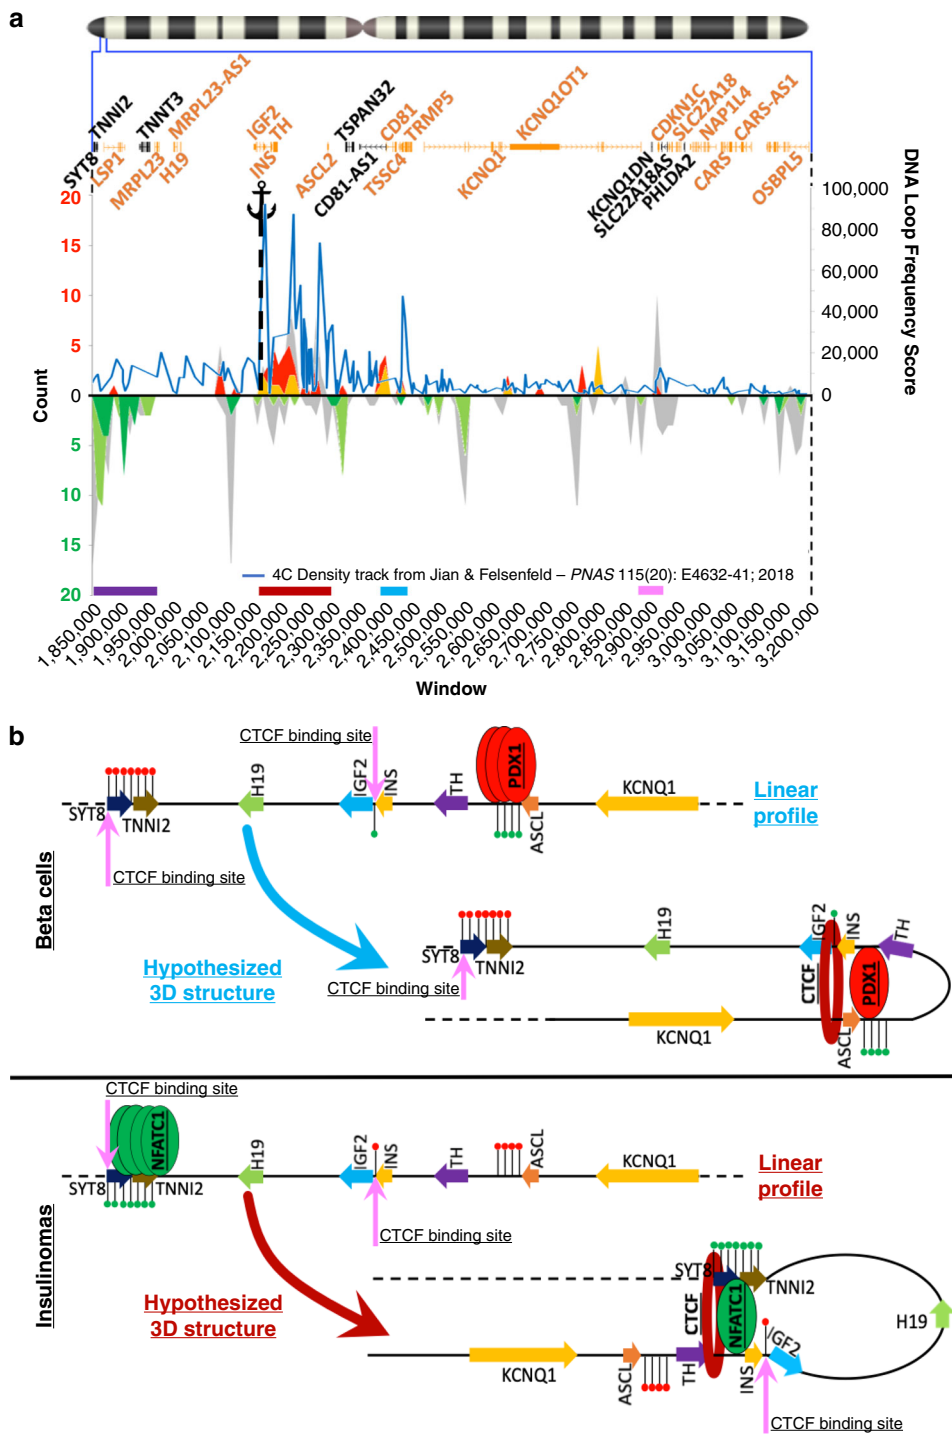 a
SYT8
TNNI2
LSP1
MRPL23
TNNT3
H19
MRPL23-AS1
IGF2
INS
TH
ASCL2
TSPAN32
CD81-AS1
CD81
TSSC4
TRMP5
KCNQ1
KCNQ1OT1
KCNQ1DN
SLC22A18AS
CDKN1C
PHLDA2
SLC22A18
NAP1L4
CARS
CARS-AS1
OSBPL5
Count
20
15
10
5
0
5
10
15
20
DNA Loop Frequency Score
100,000
80,000
60,000
40,000
20,000
0
4C Density track from Jian & Felsenfeld – PNAS 115(20): E4632-41; 2018
1,850,000
1,900,000
1,950,000
2,000,000
2,050,000
2,100,000
2,150,000
2,200,000
2,250,000
2,300,000
2,350,000
2,400,000
2,450,000
2,500,000
2,550,000
2,600,000
2,650,000
2,700,000
2,750,000
2,800,000
2,850,000
2,900,000
2,950,000
3,000,000
3,050,000
3,100,000
3,150,000
3,200,000
Window
b
Beta cells
CTCF binding site
SYT8
TNNI2
H19
IGF2
INS
TH
PDX1
ASCL
KCNQ1
Linear
profile
CTCF binding site
Hypothesized
3D structure
SYT8
TNNI2
CTCF binding site
H19
IGF2
INS
TH
CTCF
PDX1
KCNQ1
ASCL
Insulinomas
CTCF binding site
NFATC1
SYT8
TNNI2
H19
IGF2
INS
TH
ASCL
KCNQ1
Linear
profile
CTCF binding site
Hypothesized
3D structure
SYT8
TNNI2
CTCF
NFATC1
H19
KCNQ1
ASCL
TH
INS
IGF2
CTCF binding site